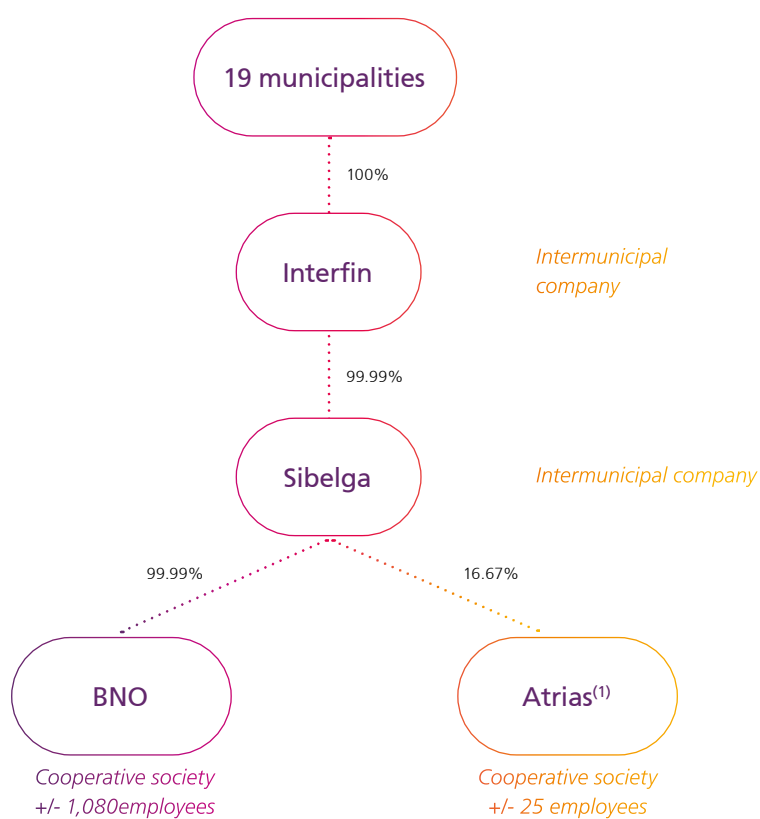 19 municipalities
100%
Interfin
Intermunicipal
company
99.99%
Sibelga
Intermunicipal company
99.99%
16.67%
BNO
Atrias(1)
Cooperative society
+/- 1,080employees
Cooperative society
+/- 25 employees